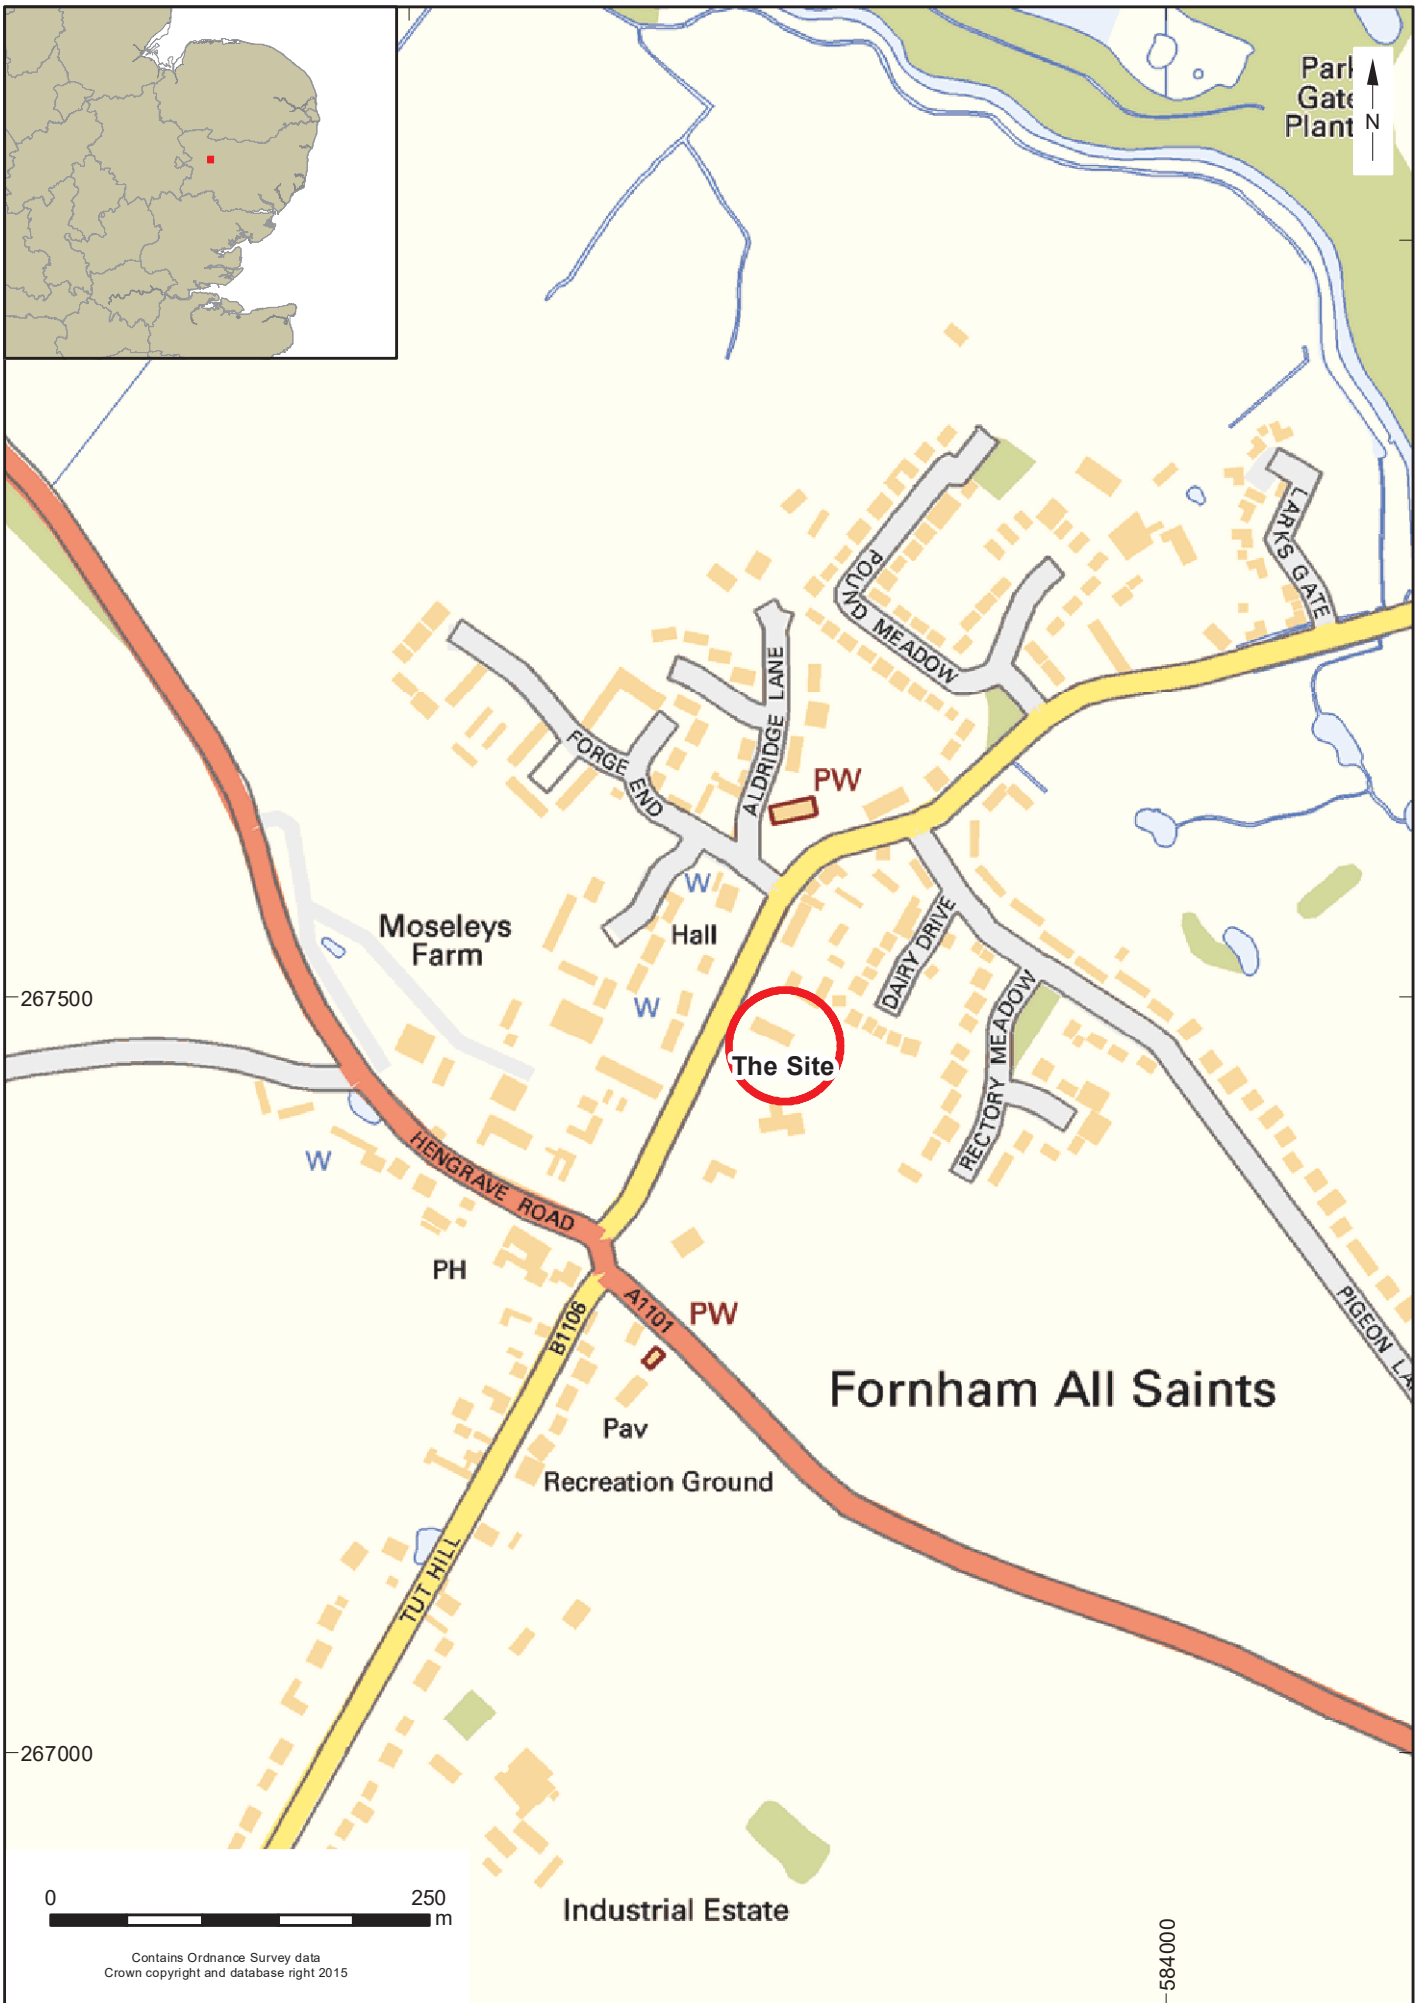 Park
Gate
Plant
N
LARKS GATE
POUND MEADOW
ALDRIDGE LANE
FORGE END
PW
W
Hall
Moseleys
Farm
DAIRY DRIVE
267500
W
RECTORY MEADOW
The Site
HENGRAVE ROAD
W
PH
A1101
PW
B1106
PIGEON LA
Fornham All Saints
Pav
Recreation Ground
TUT HILL
267000
0 250
m
Industrial Estate
584000
Contains Ordnance Survey data
Crown copyright and database right 2015